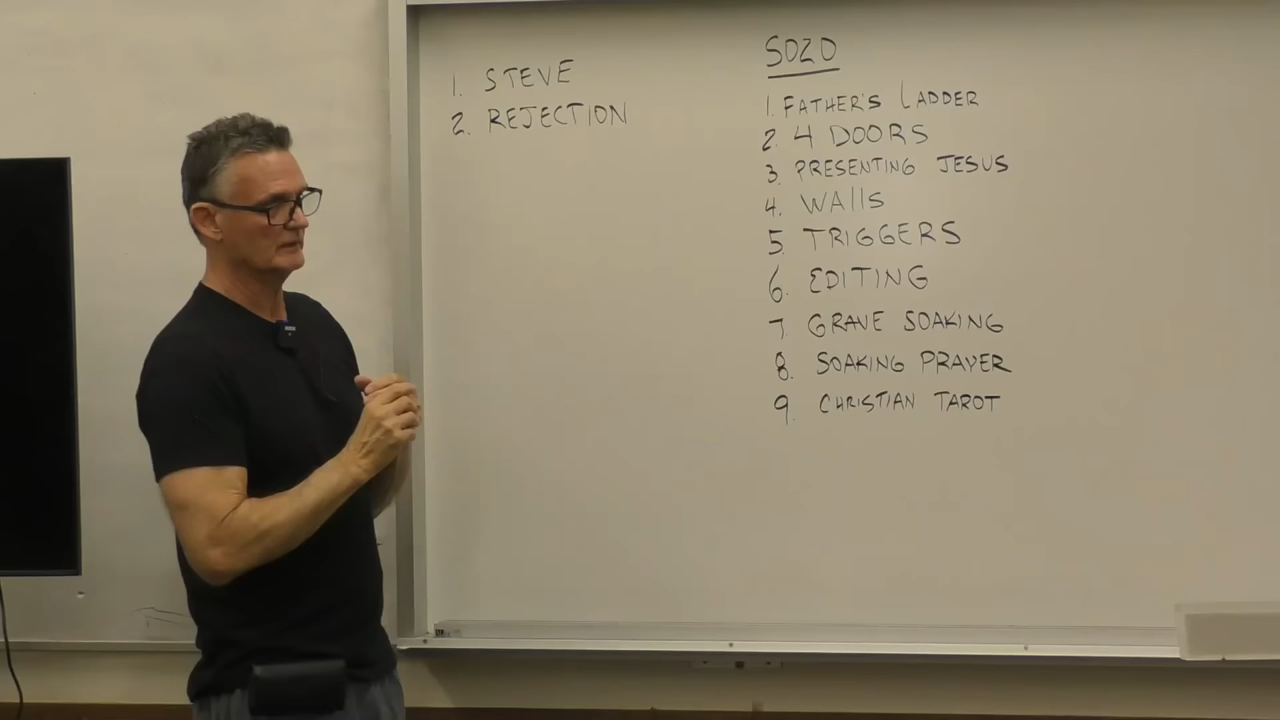 1. STEVE
2. REJECTION
SOZO
1. FATHER'S LADDER
2. 4 DOORS
3. PRESENTING JESUS
4. WAllS
5. TRIGGERS
6. EDITING
7 GRAVE SOAKING
8. SOAKING PRAYER
9. CHRISTIAN TAROT